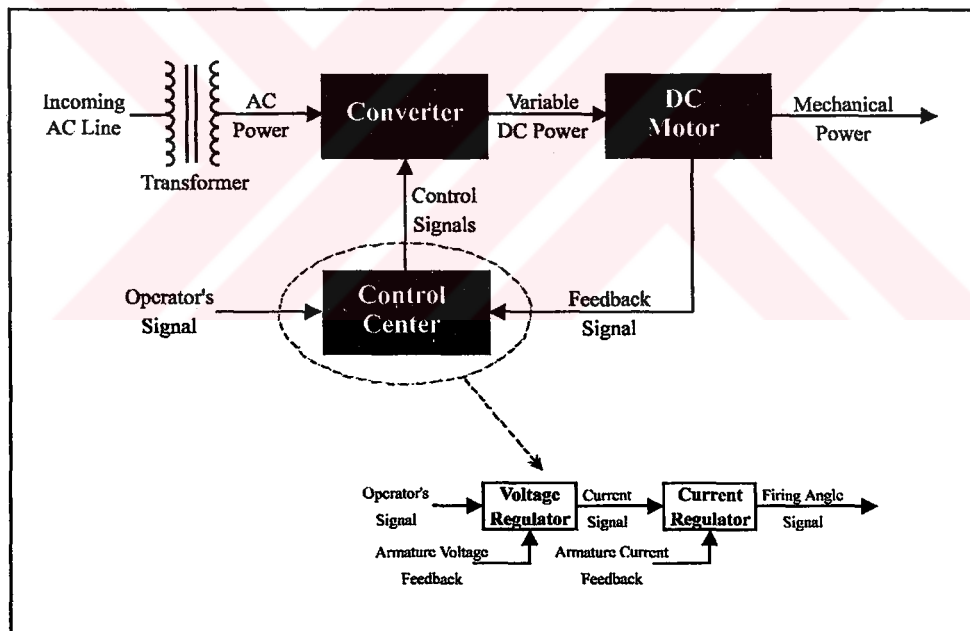 Incoming
AC Line
Transformer
AC
Power
Converter
Variable
DC Power
DC
Motor
Mechanical
Power
Control
Signals
Operator's
Signal
Control
Center
Feedback
Signal
Operator's
Signal
Voltage
Regulator
Current
Signal
Current
Regulator
Firing Angle
Signal
Armature Voltage
Feedback
Armature Current
Feedback